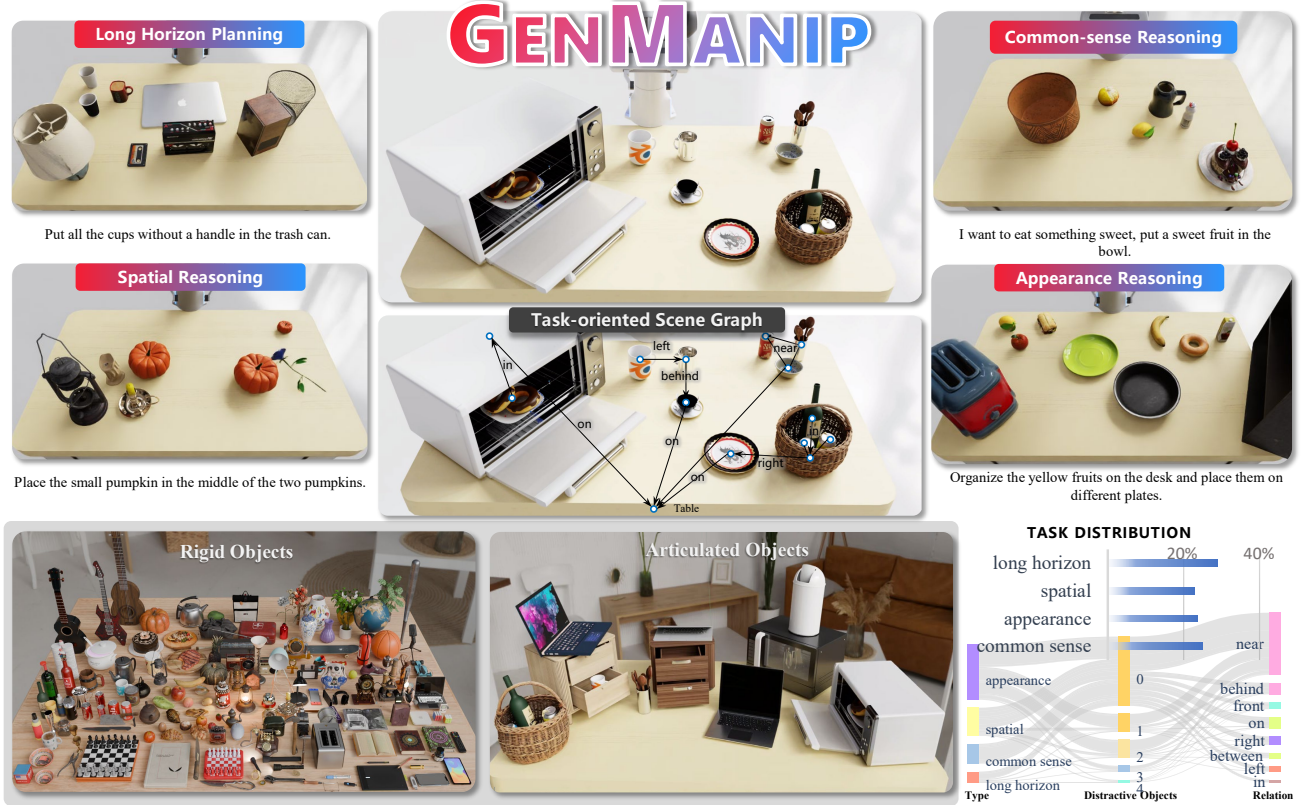 GENMANIP
Long Horizon Planning
Put all the cups without a handle in the trash can.
Common-sense Reasoning
I want to eat something sweet, put a sweet fruit in the
bowl.
Spatial Reasoning
Place the small pumpkin in the middle of the two pumpkins.
Task-oriented Scene Graph
in
left
behind
near
on
on
in
right
on
Table
Appearance Reasoning
Organize the yellow fruits on the desk and place them on
different plates.
Rigid Objects
Articulated Objects
TASK DISTRIBUTION
20% 40%
long horizon
spatial
appearance
common sense
appearance
spatial
common sense
long horizon
Type
0
1
2
3
4
Distractive Objects
near
behind
front
on
right
between
left
in
Relation